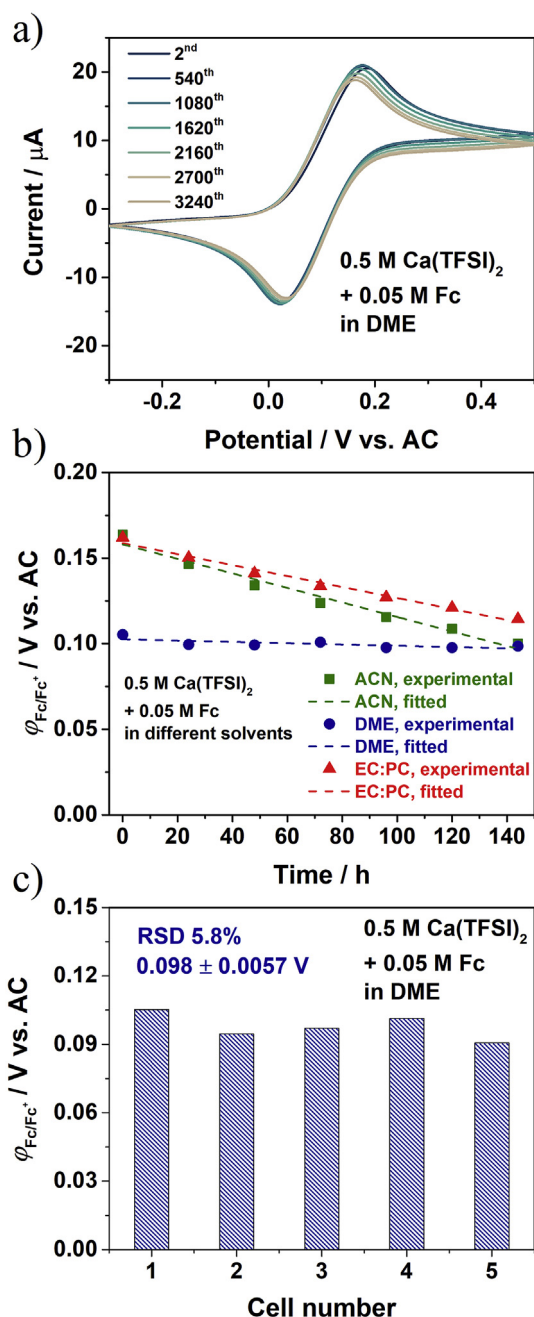 a)
2nd
540th
1080th
1620th
2160th
2700th
3240th
0.5 M Ca(TFSI)2
+ 0.05 M Fc
in DME
20
10
0
-10
-20
Current / μA
-0.2
0.0
0.2
0.4
Potential / V vs. AC
b)
0.20
0.15
0.10
0.05
0.00
φFc/Fc+ / V vs. AC
0.5 M Ca(TFSI)2
+ 0.05 M Fc
in different solvents
ACN, experimental
ACN, fitted
DME, experimental
DME, fitted
EC:PC, experimental
EC:PC, fitted
0
20
40
60
80
100
120
140
Time / h
c)
0.15
0.12
0.09
0.06
0.03
0.00
φFc/Fc+ / V vs. AC
RSD 5.8%
0.098 ± 0.0057 V
0.5 M Ca(TFSI)2
+ 0.05 M Fc
in DME
1
2
3
4
5
Cell number